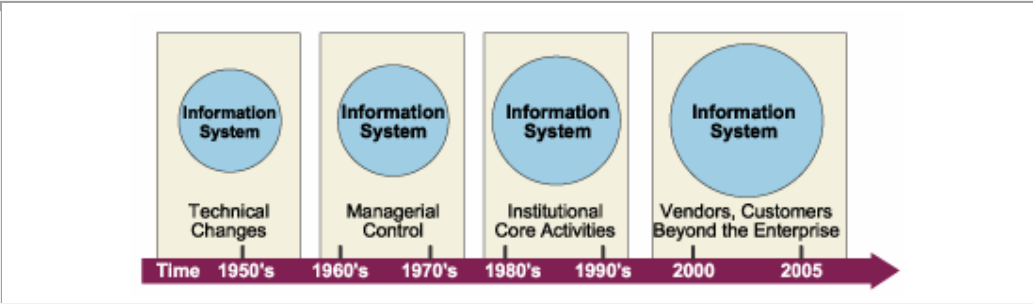 Information
System
Technical
Changes
Information
System
Managerial
Control
Information
System
Institutional
Core Activities
Information
System
Vendors, Customers
Beyond the Enterprise
Time 1950's 1960's 1970's 1980's 1990's 2000 2005